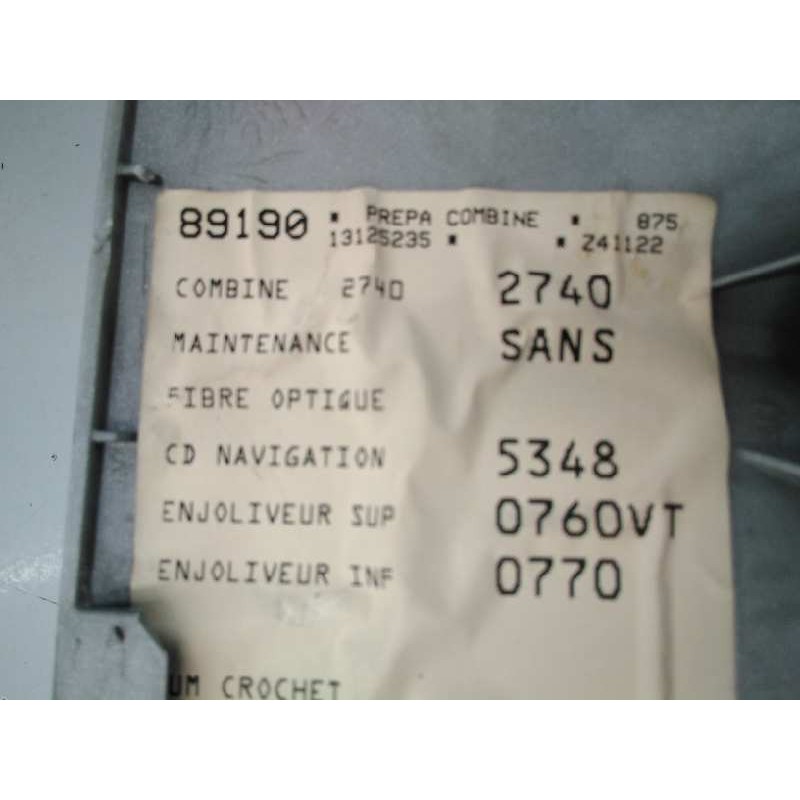 89190 * PREPA COMBINE * 875
13125235 * * Z41122
COMBINE 2740 2740
MAINTENANCE SANS
FIBRE OPTIQUE
CD NAVIGATION 5348
ENJOLIVEUR SUP 0760VT
ENJOLIVEUR INF 0770
UM CROCHET